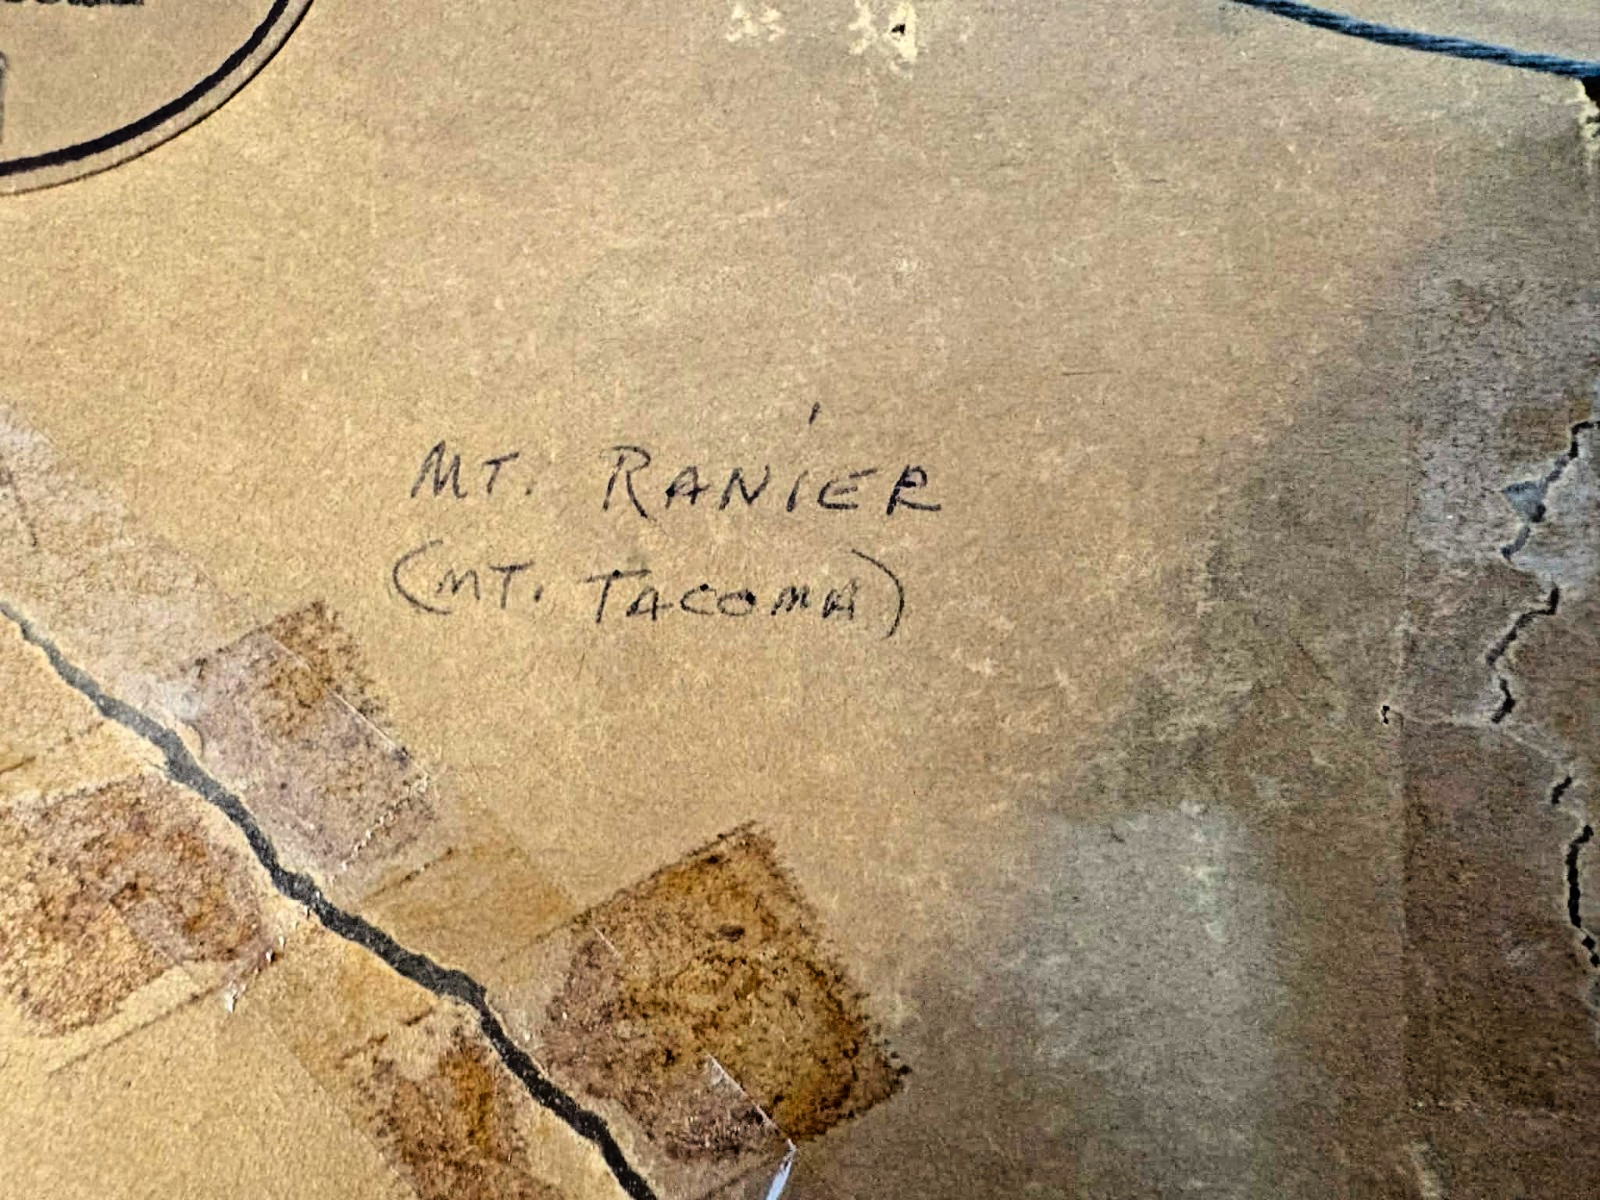 MT. RANIER
(MT. TACOMA)